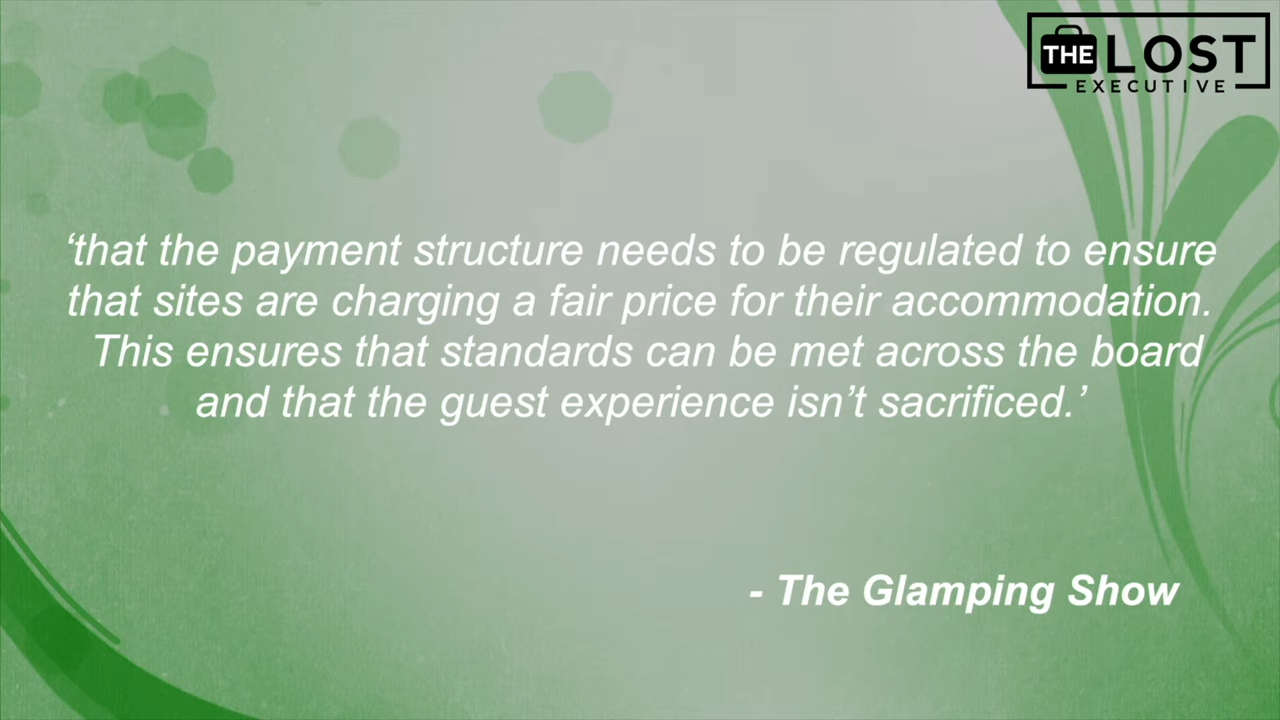 THE LOST
EXECUTIVE
‘that the payment structure needs to be regulated to ensure
that sites are charging a fair price for their accommodation.
This ensures that standards can be met across the board
and that the guest experience isn’t sacrificed.’
- The Glamping Show